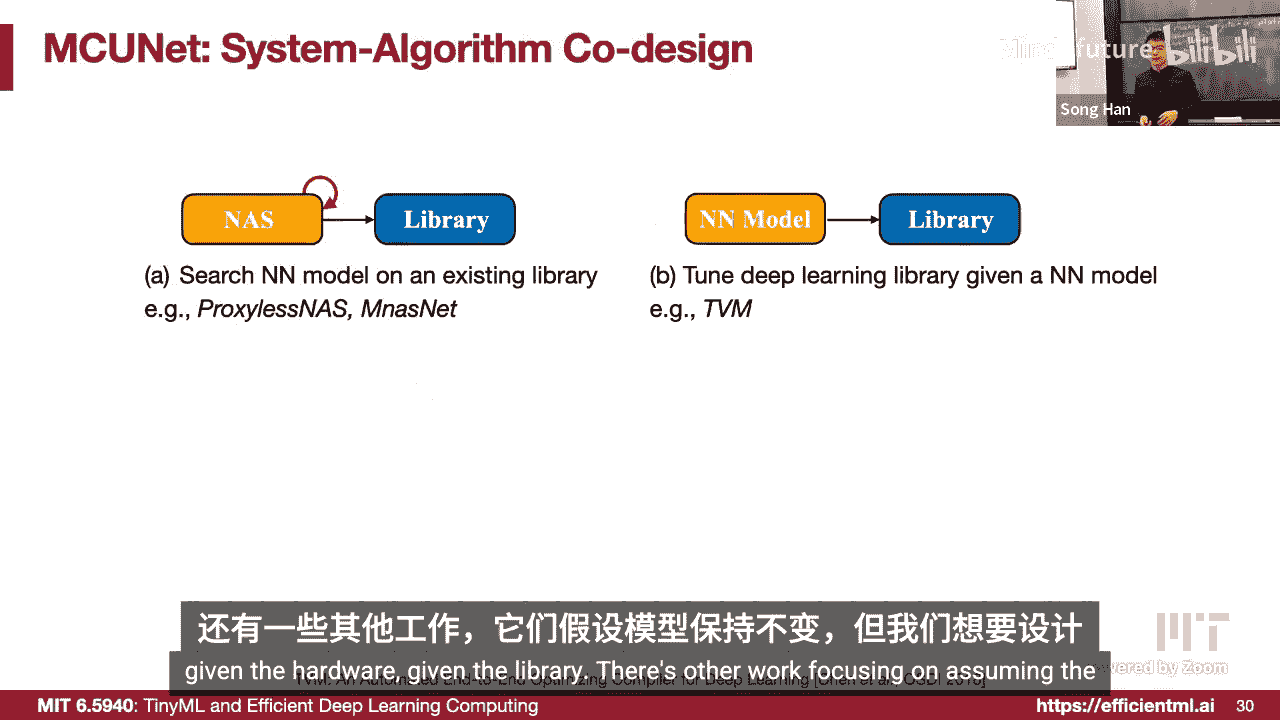 MCUNet: System-Algorithm Co-design
bilibili
Song Han
NAS
Library
NN Model
Library
(a) Search NN model on an existing library
e.g., ProxylessNAS, MnasNet
(b) Tune deep learning library given a NN model
e.g., TVM
还有一些其他工作，它们假设模型保持不变，但我们想要设计
given the hardware, given the library. There's other work focusing on assuming the
powered by Zoom
MIT 6.5940: TinyML and Efficient Deep Learning Computing
https://efficientml.ai
30